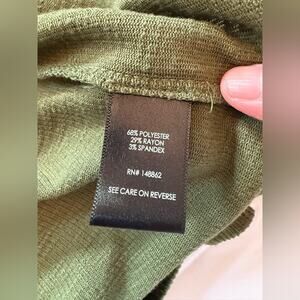 68% POLYESTER
29% RAYON
3% SPANDEX
RN# 148862
SEE CARE ON REVERSE